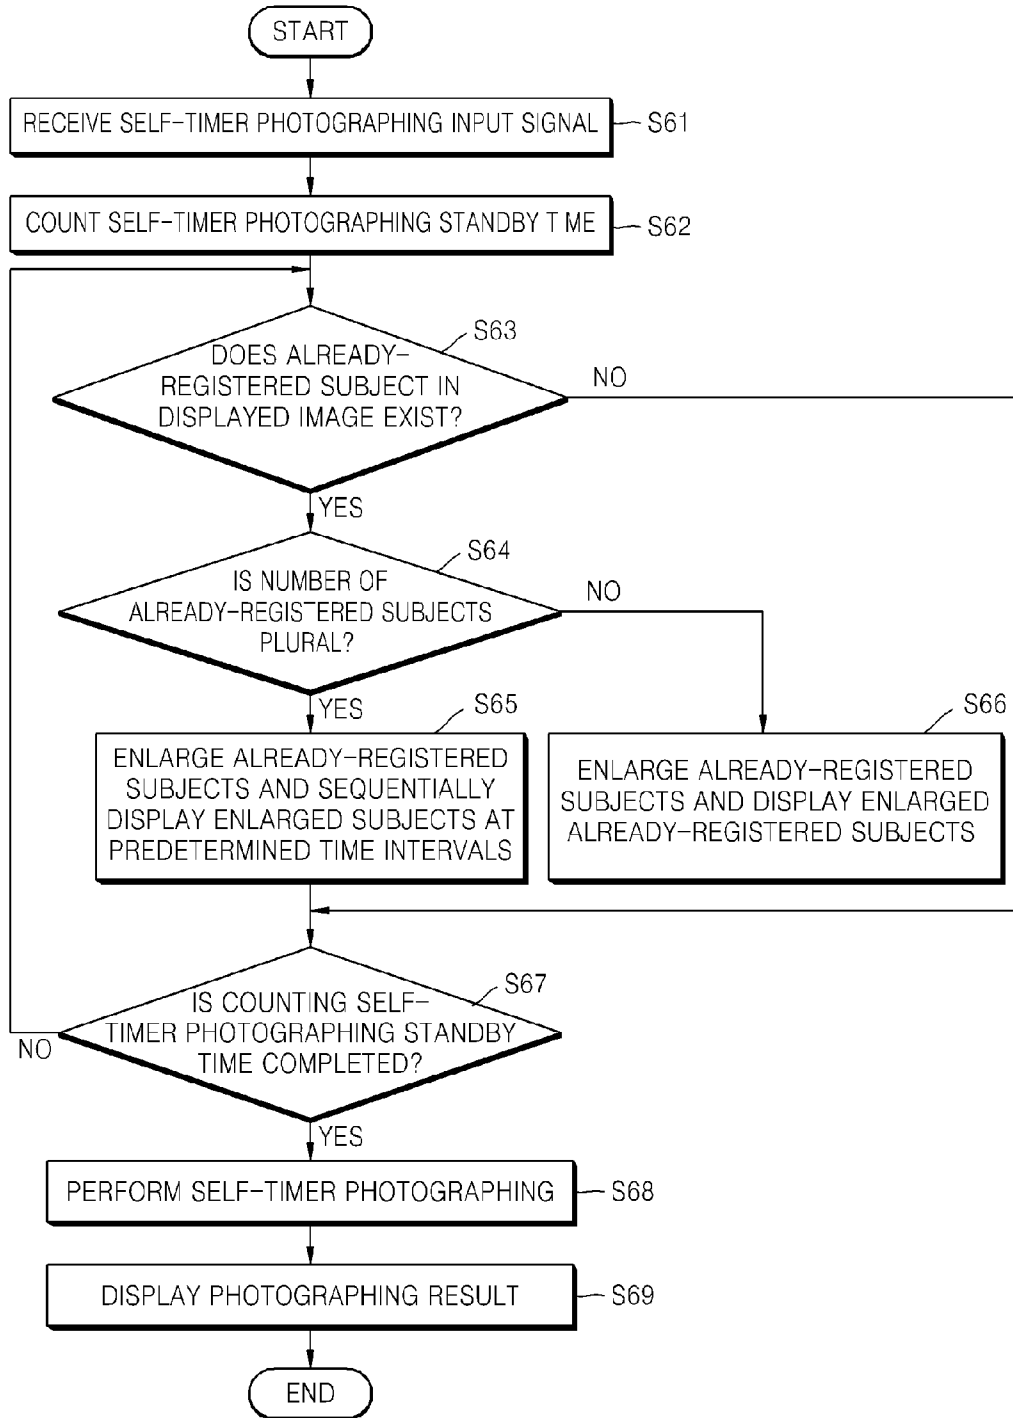 START
RECEIVE SELF-TIMER PHOTOGRAPHING INPUT SIGNAL
S61
COUNT SELF-TIMER PHOTOGRAPHING STANDBY T ME
S62
S63
DOES ALREADY-
REGISTERED SUBJECT IN
DISPLAYED IMAGE EXIST?
NO
YES
S64
IS NUMBER OF
ALREADY-REGISTERED SUBJECTS
PLURAL?
NO
YES
S65
ENLARGE ALREADY-REGISTERED
SUBJECTS AND SEQUENTIALLY
DISPLAY ENLARGED SUBJECTS AT
PREDETERMINED TIME INTERVALS
S66
ENLARGE ALREADY-REGISTERED
SUBJECTS AND DISPLAY ENLARGED
ALREADY-REGISTERED SUBJECTS
S67
IS COUNTING SELF-
TIMER PHOTOGRAPHING STANDBY
TIME COMPLETED?
NO
YES
PERFORM SELF-TIMER PHOTOGRAPHING
S68
DISPLAY PHOTOGRAPHING RESULT
S69
END